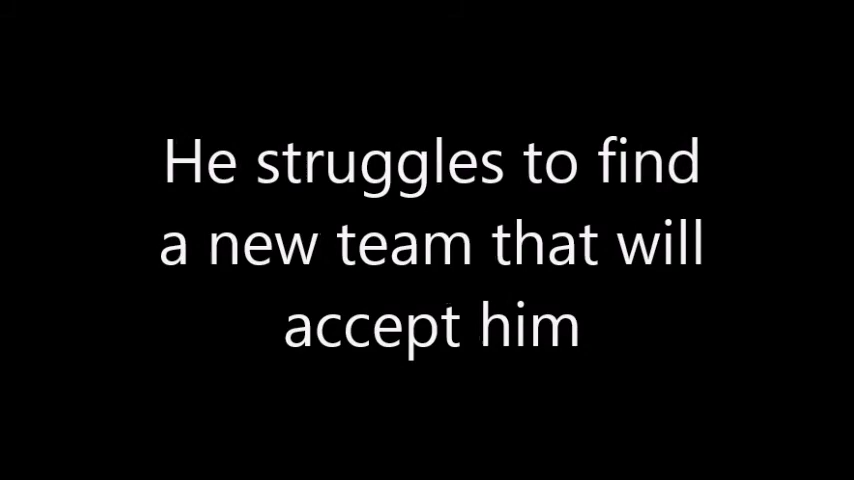 He struggles to find
a new team that will
accept him